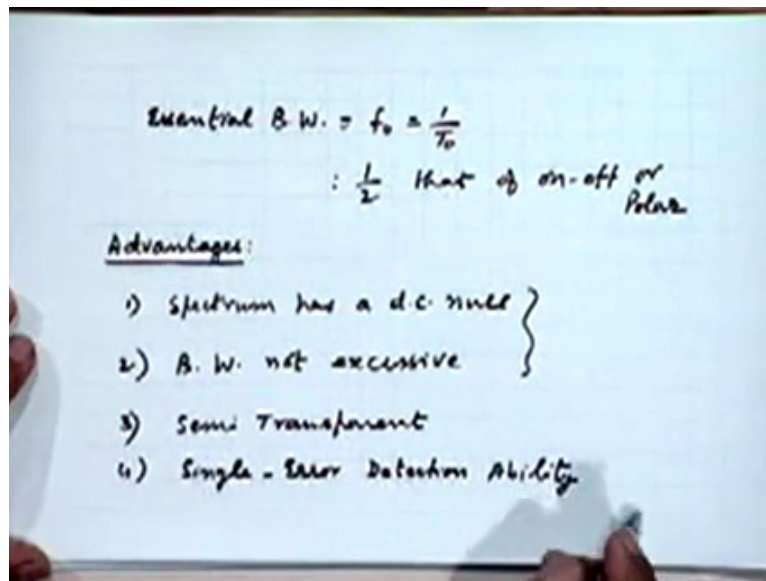 Essential B.W. = f₀ = 1/T₀
: 1/2 that of on-off or
Polar
Advantages:
1) Spectrum has a d.c. null
2) B.W. not excessive
3) Semi Transparent
4) Single-Error Detection Ability